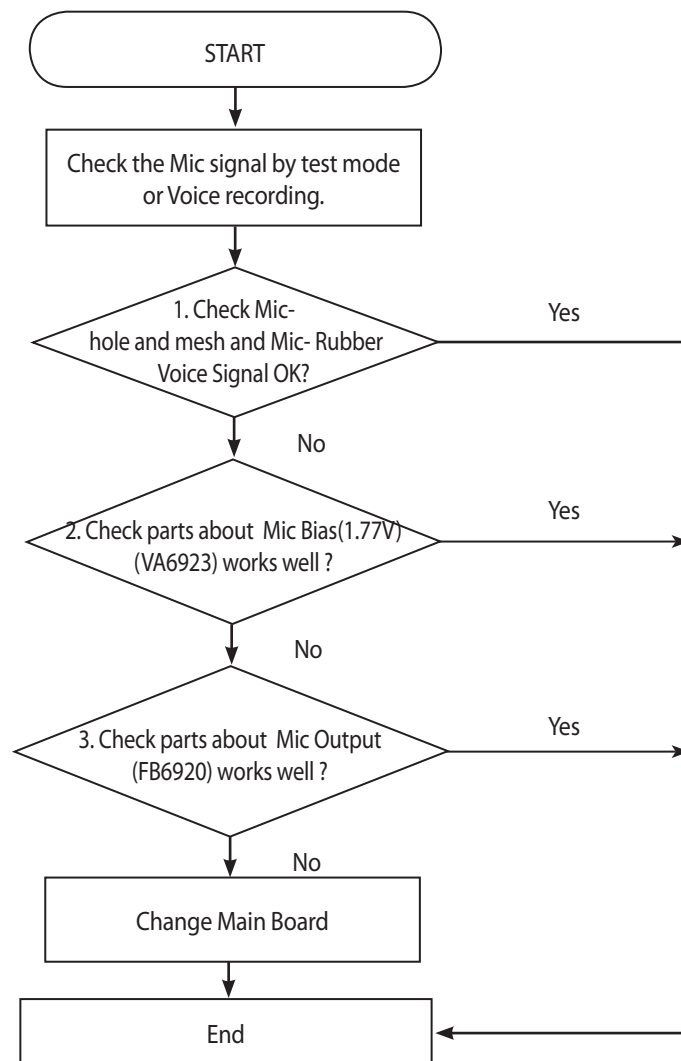 START
Check the Mic signal by test mode
or Voice recording.
1. Check Mic-
hole and mesh and Mic- Rubber
Voice Signal OK?
Yes
No
2. Check parts about  Mic Bias(1.77V)
(VA6923) works well ?
Yes
No
3. Check parts about  Mic Output
(FB6920) works well ?
Yes
No
Change Main Board
End